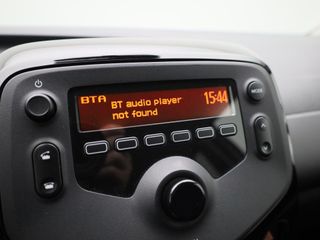 BTA BT audio player 15:44
not found
MODE